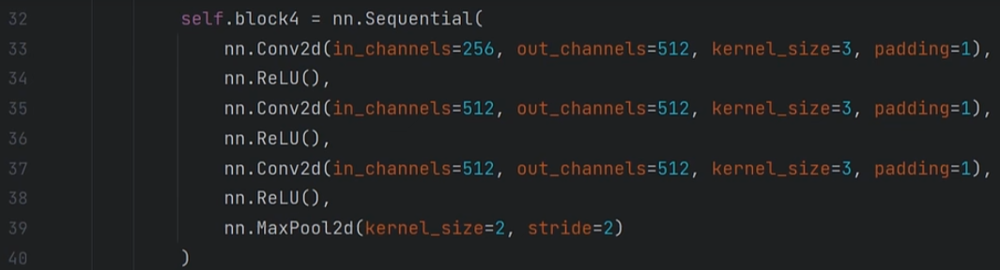 32 self.block4 = nn.Sequential(
33 nn.Conv2d(in_channels=256, out_channels=512, kernel_size=3, padding=1),
34 nn.ReLU(),
35 nn.Conv2d(in_channels=512, out_channels=512, kernel_size=3, padding=1),
36 nn.ReLU(),
37 nn.Conv2d(in_channels=512, out_channels=512, kernel_size=3, padding=1),
38 nn.ReLU(),
39 nn.MaxPool2d(kernel_size=2, stride=2)
40 )